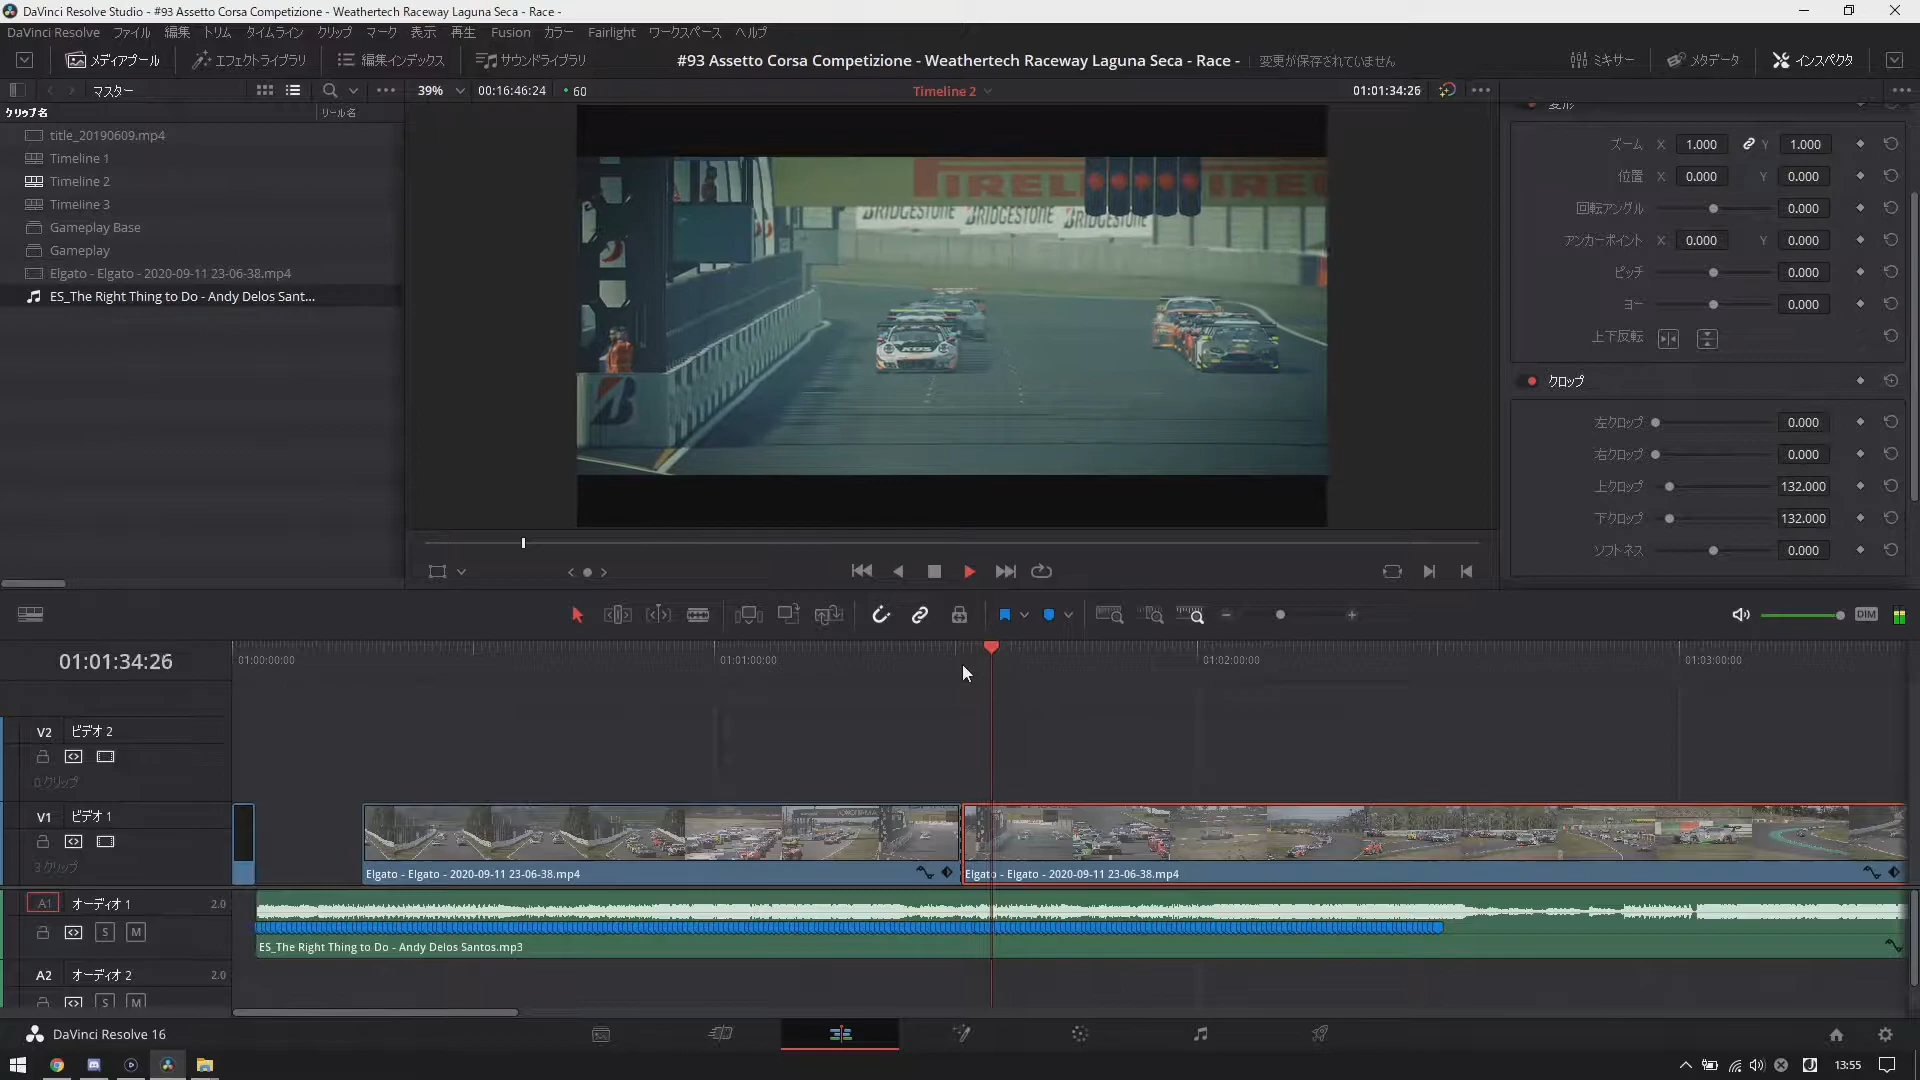 DaVinci Resolve Studio - #93 Assetto Corsa Competizione - Weathertech Raceway Laguna Seca - Race -
DaVinci Resolve ファイル 編集 トリム タイムライン クリップ マーク 表示 再生 Fusion カラー Fairlight ワークスペース ヘルプ
メディアプール エフェクトライブラリ 編集インデックス サウンドライブラリ #93 Assetto Corsa Competizione - Weathertech Raceway Laguna Seca - Race - 変更が保存されていません ミキサー メタデータ インスペクタ
マスター 39% 00:16:46:24 60 Timeline 2 01:01:34:26
クリップ名 リール名
title_20190609.mp4
Timeline 1
Timeline 2
Timeline 3
Gameplay Base
Gameplay
Elgato - Elgato - 2020-09-11 23-06-38.mp4
ES_The Right Thing to Do - Andy Delos Sant...
PIREL
PIREL
BRIDGESTONE BRIDGESTONE BRIDGESTONE
KÜS
変形
ズーム X 1.000 Y 1.000
位置 X 0.000 Y 0.000
回転アングル 0.000
アンカーポイント X 0.000 Y 0.000
ピッチ 0.000
ヨー 0.000
上下反転
クロップ
左クロップ 0.000
右クロップ 0.000
上クロップ 132.000
下クロップ 132.000
ソフトネス 0.000
DIM
01:01:34:26 01:00:00:00 01:01:00:00 01:02:00:00 01:03:00:00
V2 ビデオ 2
0 クリップ
V1 ビデオ 1
3 クリップ
Elgato - Elgato - 2020-09-11 23-06-38.mp4 Elgato - Elgato - 2020-09-11 23-06-38.mp4
A1 オーディオ 1 2.0
S M
ES_The Right Thing to Do - Andy Delos Santos.mp3
A2 オーディオ 2 2.0
S M
DaVinci Resolve 16
13:55